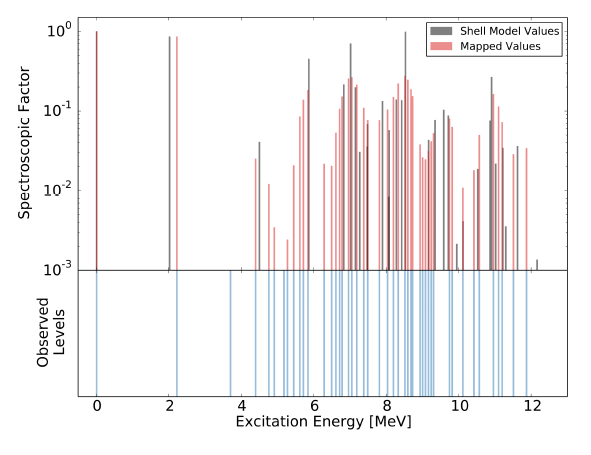 Shell Model Values
Mapped Values
Spectroscopic Factor
10^0
10^-1
10^-2
10^-3
Observed
Levels
0 2 4 6 8 10 12
Excitation Energy [MeV]